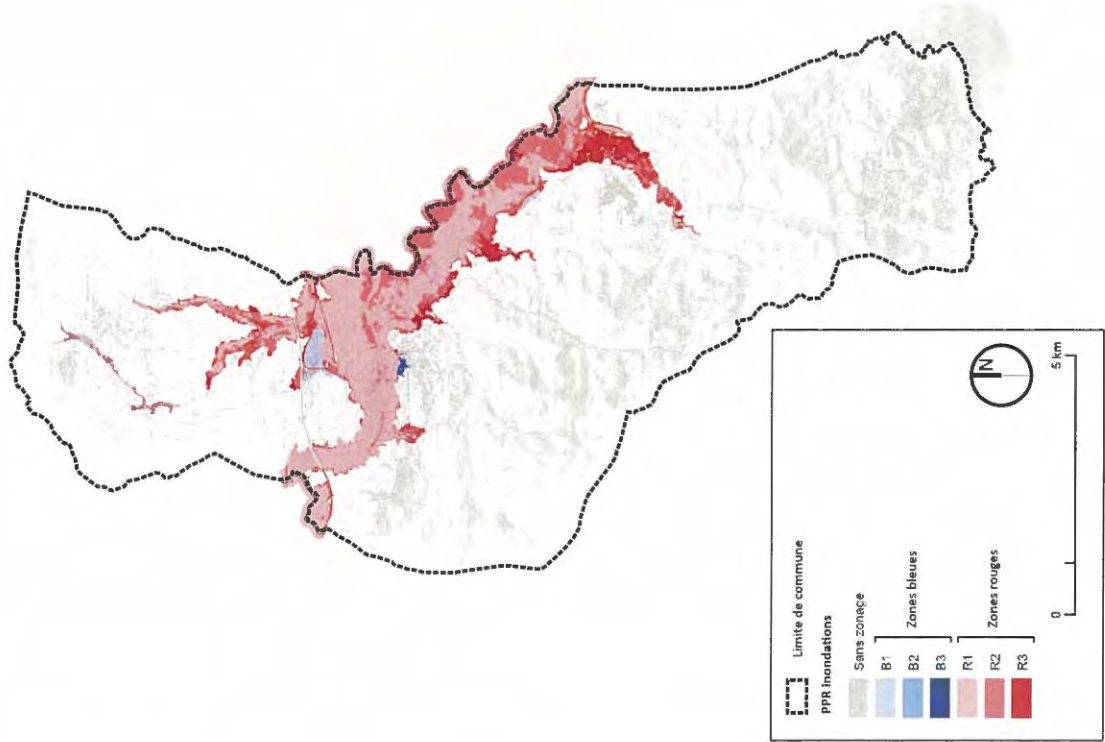 Limite de commune
PPR inondations
Sans zonage
B1
B2
Zones bleues
B3
R1
R2
Zones rouges
R3
N
0
5 km